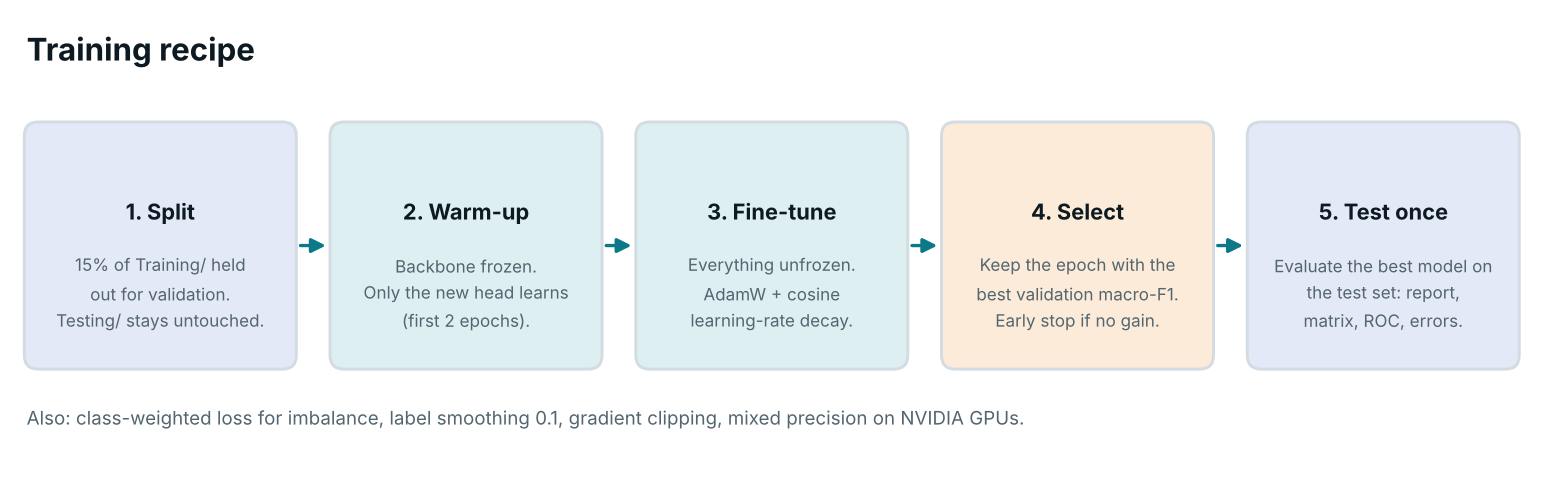 Training recipe
1. Split
15% of Training/ held
out for validation.
Testing/ stays untouched.
2. Warm-up
Backbone frozen.
Only the new head learns
(first 2 epochs).
3. Fine-tune
Everything unfrozen.
AdamW + cosine
learning-rate decay.
4. Select
Keep the epoch with the
best validation macro-F1.
Early stop if no gain.
5. Test once
Evaluate the best model on
the test set: report,
matrix, ROC, errors.
Also: class-weighted loss for imbalance, label smoothing 0.1, gradient clipping, mixed precision on NVIDIA GPUs.